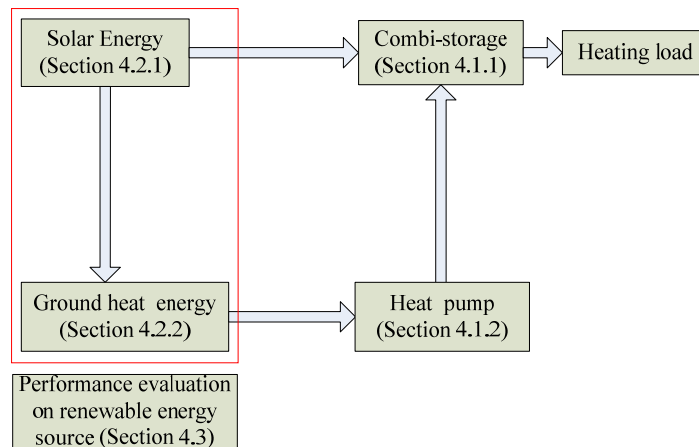 Solar Energy
(Section 4.2.1)
Combi-storage
(Section 4.1.1)
Heating load
Ground heat energy
(Section 4.2.2)
Heat pump
(Section 4.1.2)
Performance evaluation
on renewable energy
source (Section 4.3)